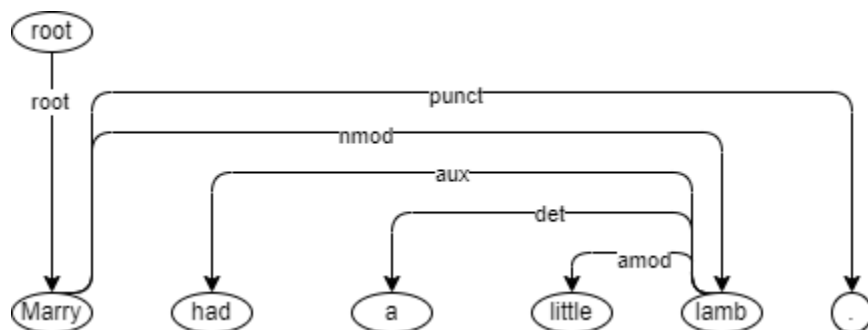 root
root
punct
nmod
aux
det
amod
Marry had a little lamb .